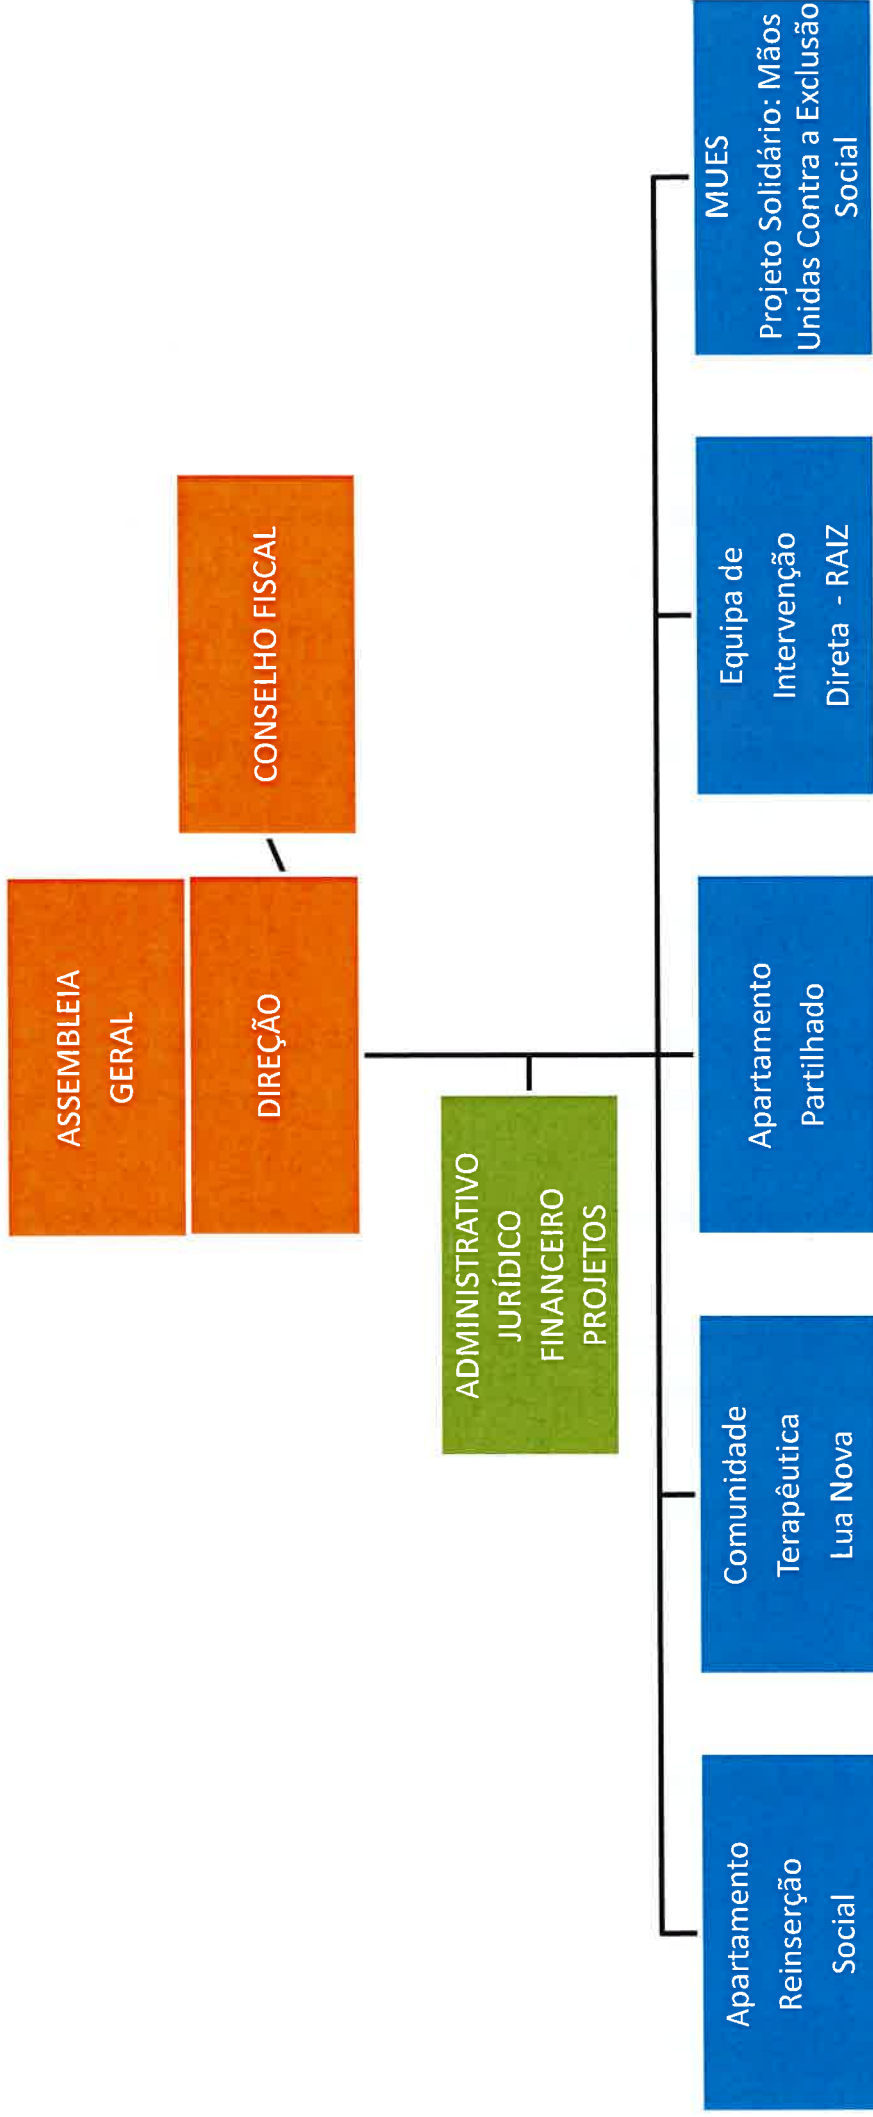 ASSEMBLEIA
GERAL
DIREÇÃO
CONSELHO FISCAL
ADMINISTRATIVO
JURÍDICO
FINANCEIRO
PROJETOS
Apartamento
Reinserção
Social
Comunidade
Terapêutica
Lua Nova
Apartamento
Partilhado
Equipa de
Intervenção
Direta - RAIZ
MUES
Projeto Solidário: Mãos
Unidas Contra a Exclusão
Social